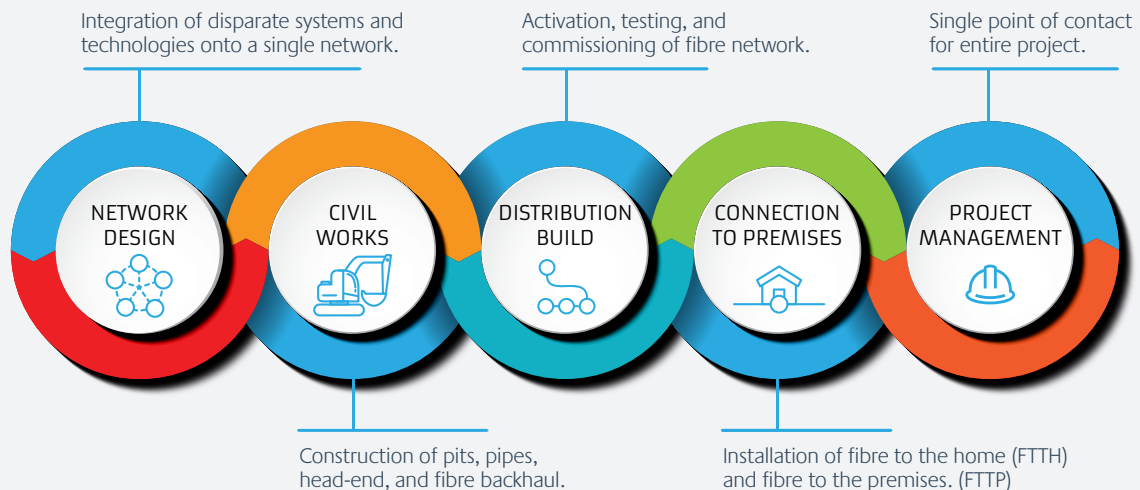 Integration of disparate systems and
technologies onto a single network.
Activation, testing, and
commissioning of fibre network.
Single point of contact
for entire project.
NETWORK
DESIGN
CIVIL
WORKS
DISTRIBUTION
BUILD
CONNECTION
TO PREMISES
PROJECT
MANAGEMENT
Construction of pits, pipes,
head-end, and fibre backhaul.
Installation of fibre to the home (FTTH)
and fibre to the premises. (FTTP)